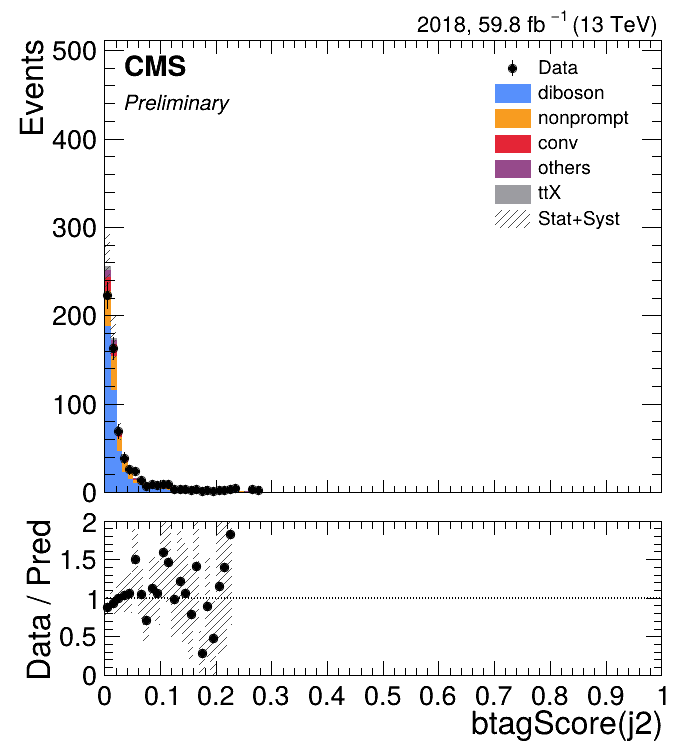 2018, 59.8 fb⁻¹ (13 TeV)
CMS
Preliminary
Data
diboson
nonprompt
conv
others
ttX
Stat+Syst
Events
500
400
300
200
100
0
Data / Pred
2
1.5
1
0.5
0
0 0.1 0.2 0.3 0.4 0.5 0.6 0.7 0.8 0.9 1
btagScore(j2)